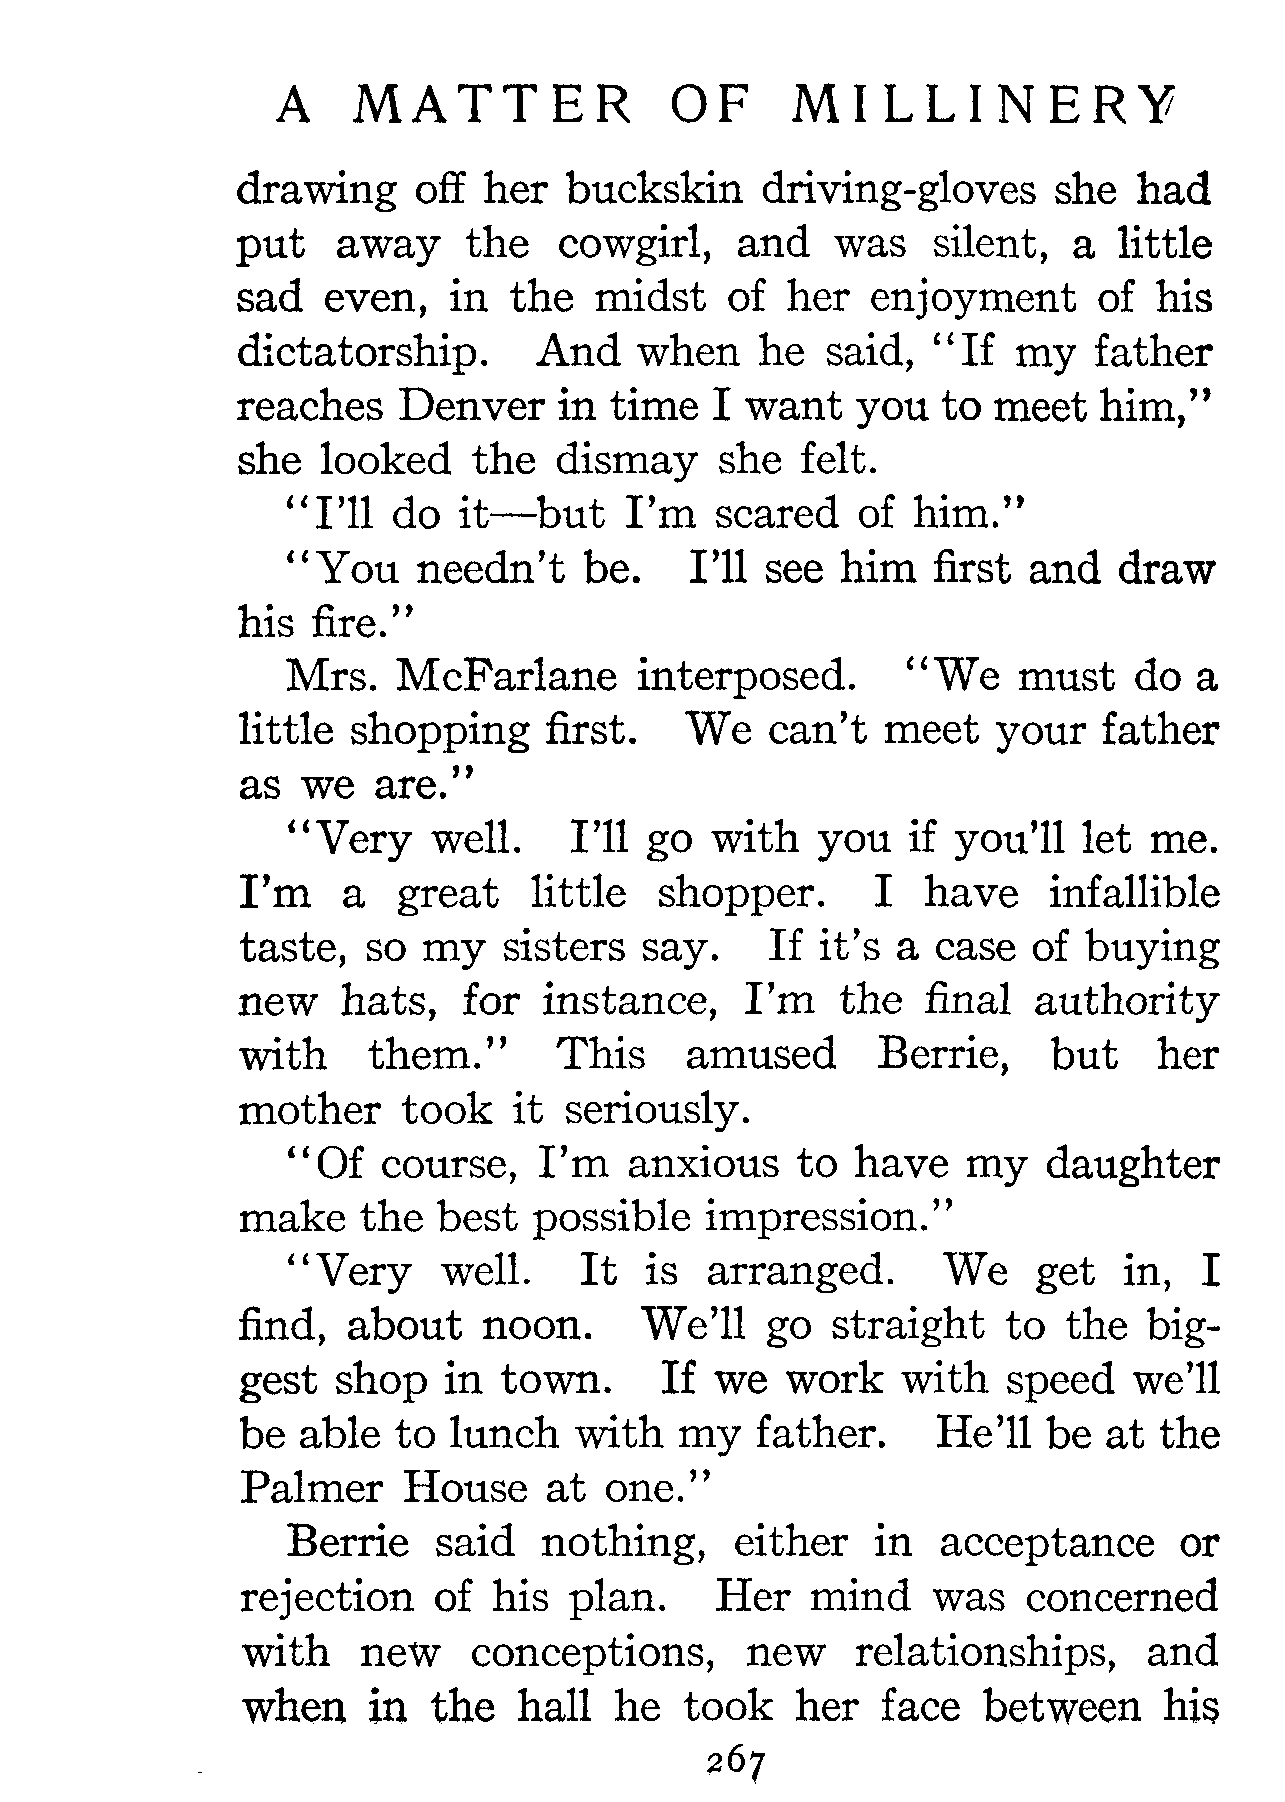 A MATTER OF MILLINERY
drawing off her buckskin driving-gloves she had
put away the cowgirl, and was silent, a little
sad even, in the midst of her enjoyment of his
dictatorship. And when he said, "If my father
reaches Denver in time I want you to meet him,"
she looked the dismay she felt.
"I'll do it—but I'm scared of him."
"You needn't be. I'll see him first and draw
his fire."
Mrs. McFarlane interposed. "We must do a
little shopping first. We can't meet your father
as we are."
"Very well. I'll go with you if you'll let me.
I'm a great little shopper. I have infallible
taste, so my sisters say. If it's a case of buying
new hats, for instance, I'm the final authority
with them." This amused Berrie, but her
mother took it seriously.
"Of course, I'm anxious to have my daughter
make the best possible impression."
"Very well. It is arranged. We get in, I
find, about noon. We'll go straight to the big-
gest shop in town. If we work with speed we'll
be able to lunch with my father. He'll be at the
Palmer House at one."
Berrie said nothing, either in acceptance or
rejection of his plan. Her mind was concerned
with new conceptions, new relationships, and
when in the hall he took her face between his
267